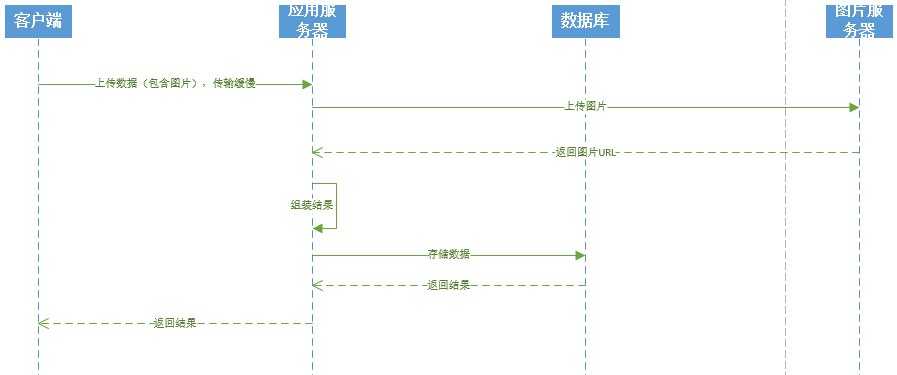 客户端
应用服
务器
数据库
图片服
务器
上传数据（包含图片），传输缓慢
上传图片
返回图片URL
组装结果
存储数据
返回结果
返回结果